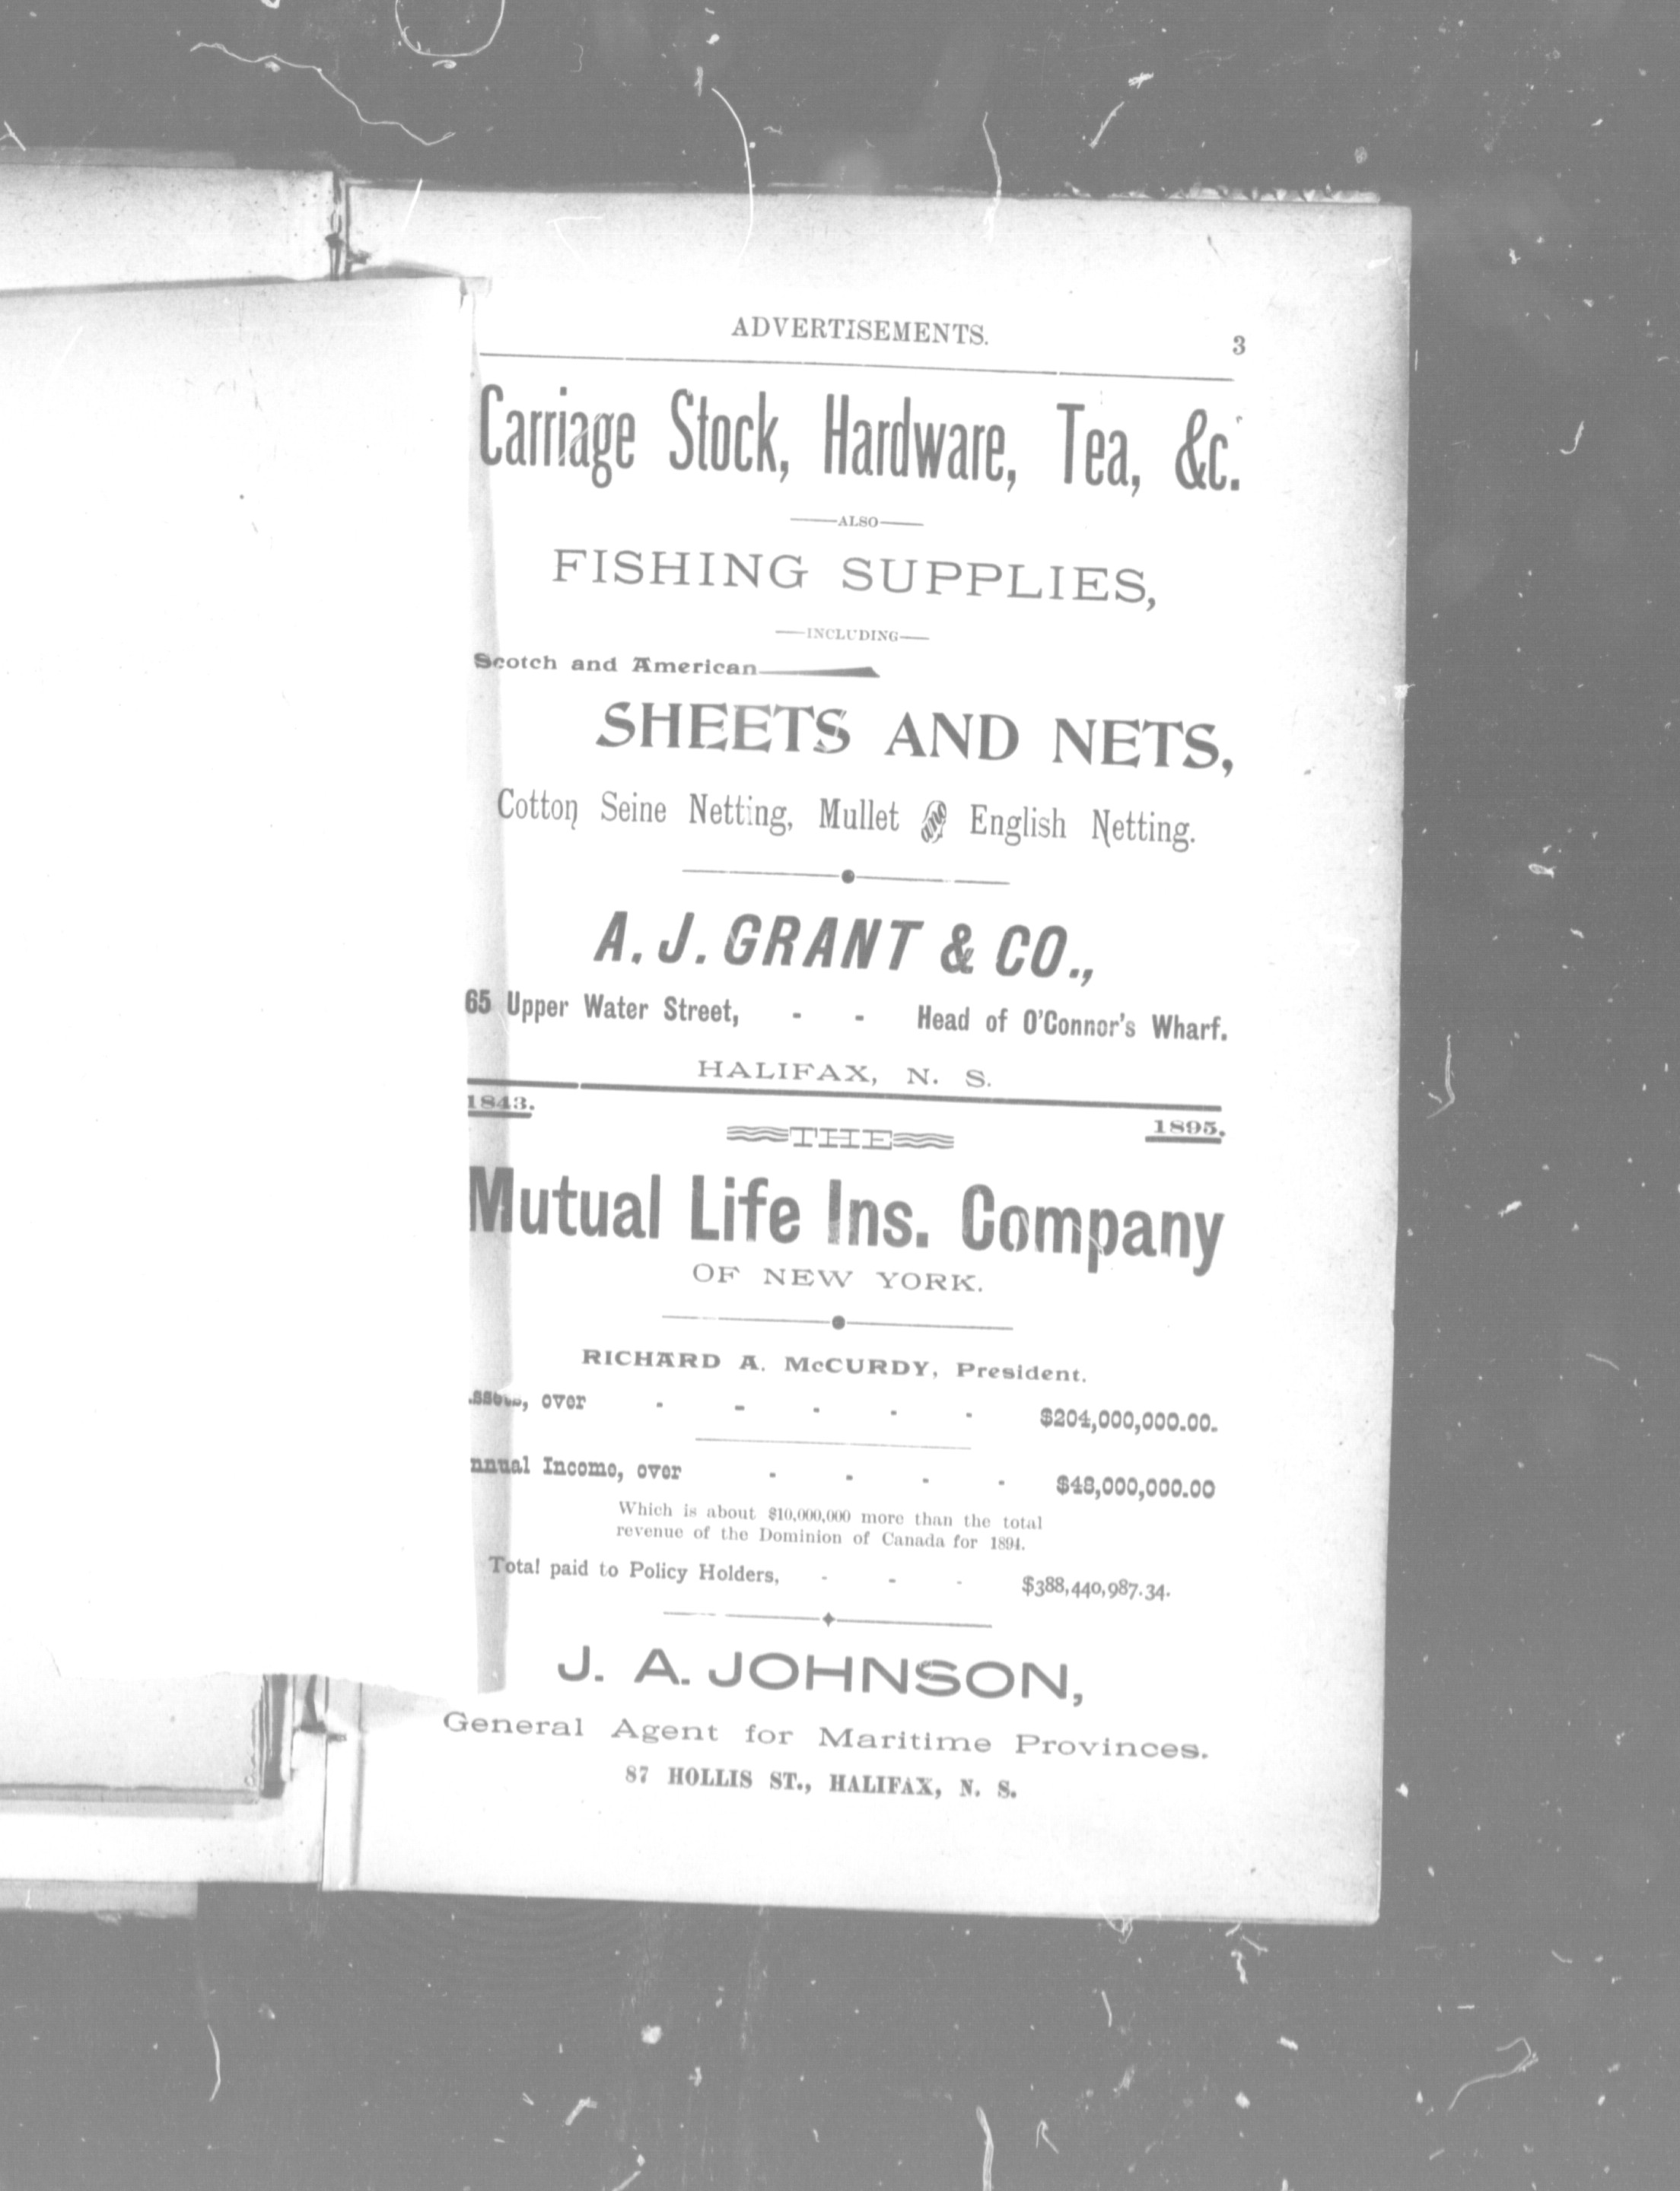 ADVERTISEMENTS. 3
Carriage Stock, Hardware, Tea, &c.
ALSO
FISHING SUPPLIES,
INCLUDING
Scotch and American
SHEETS AND NETS,
Cotton Seine Netting, Mullet and English Netting.
A. J. GRANT & CO.,
65 Upper Water Street, - - Head of O'Connor's Wharf.
HALIFAX, N. S.
1843. 1895.
THE
Mutual Life Ins. Company
OF NEW YORK.
RICHARD A. McCURDY, President.
over - - - - - $204,000,000.00.
nnual Income, over - - - - $48,000,000.00
Which is about $10,000,000 more than the total
revenue of the Dominion of Canada for 1894.
Total paid to Policy Holders, - - - $388,440,987.34.
J. A. JOHNSON,
General Agent for Maritime Provinces.
87 HOLLIS ST., HALIFAX, N. S.